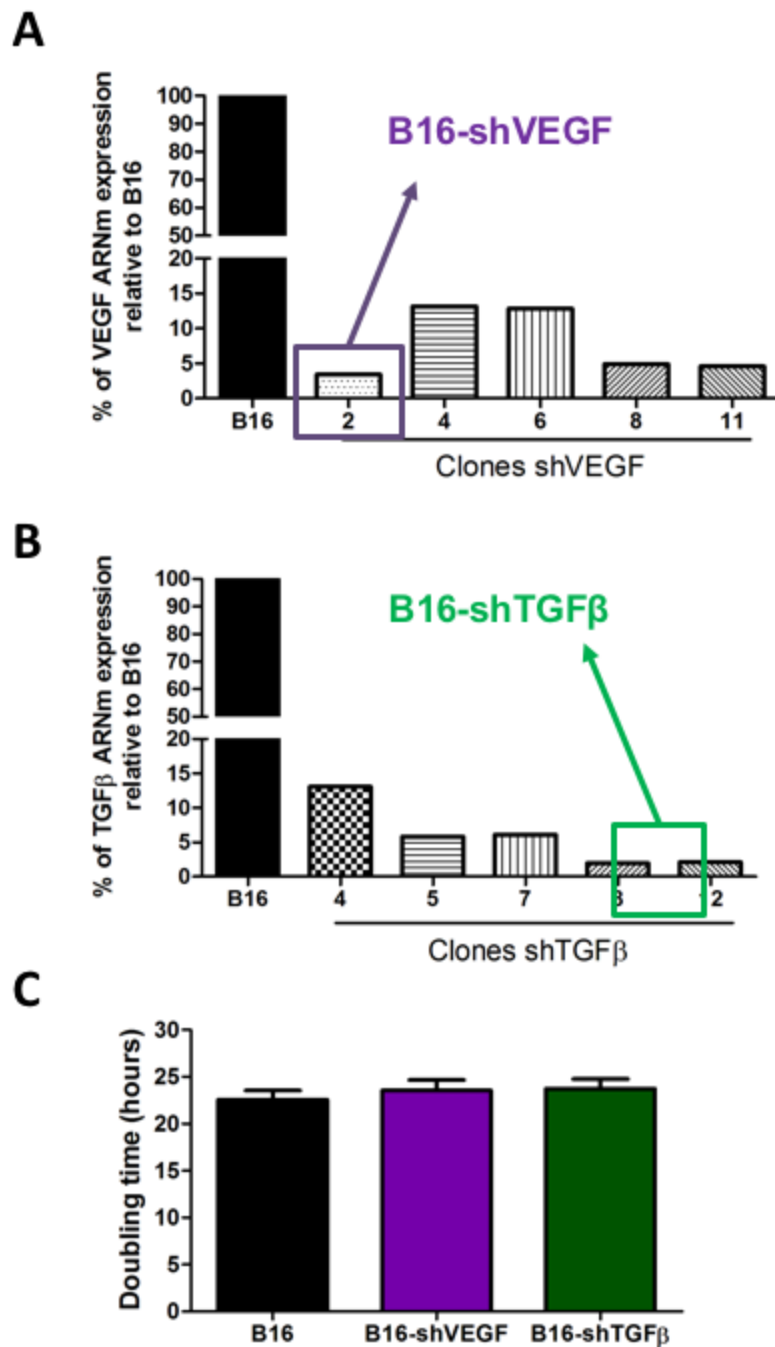 A
% of VEGF ARNm expression
relative to B16
100
90
80
70
60
50
20
15
10
5
0
B16-shVEGF
B16
2
4
6
8
11
Clones shVEGF
B
% of TGFβ ARNm expression
relative to B16
100
90
80
70
60
50
20
15
10
5
0
B16-shTGFβ
B16
4
5
7
8
12
Clones shTGFβ
C
Doubling time (hours)
30
25
20
15
10
5
0
B16
B16-shVEGF
B16-shTGFβ